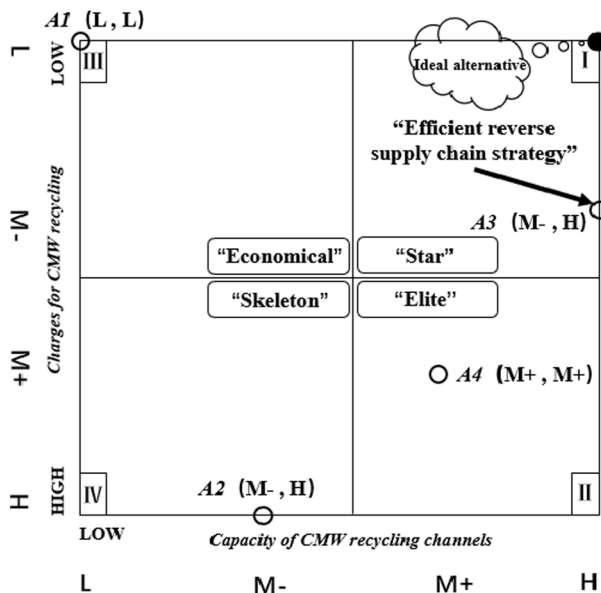 A1 (L , L)
L
LOW
III
Ideal alternative
I
“Efficient reverse
supply chain strategy”
Charges for CMW recycling
M-
A3 (M- , H)
“Economical”
“Star”
“Skeleton”
“Elite”
M+
A4 (M+ , M+)
H
HIGH
IV
A2 (M- , H)
II
LOW
Capacity of CMW recycling channels
L
M-
M+
H